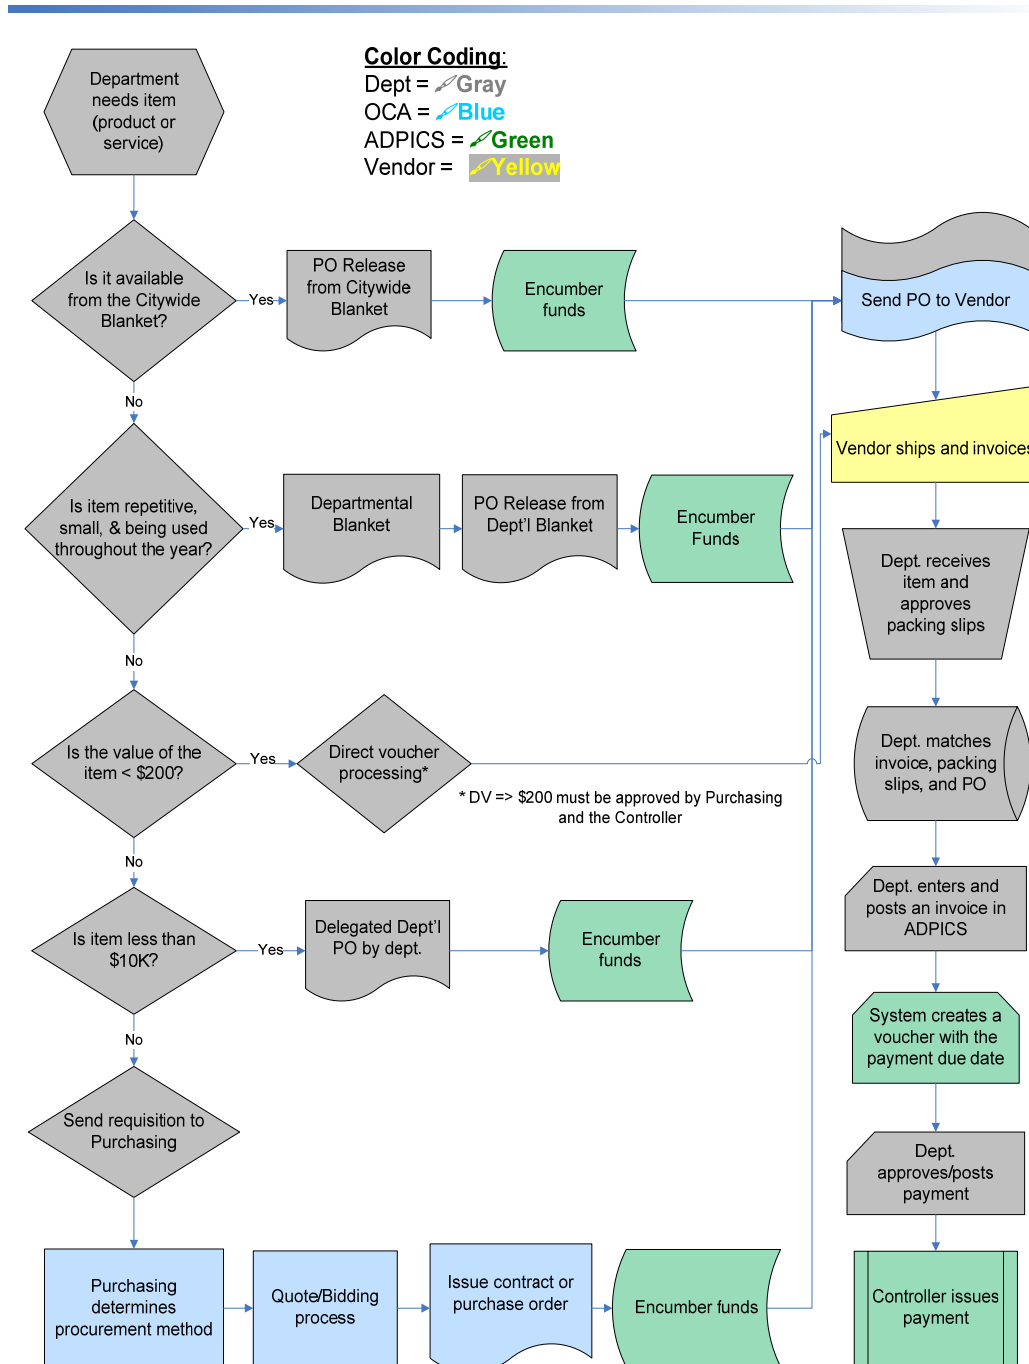 Color Coding:
Dept = Gray
OCA = Blue
ADPICS = Green
Vendor = Yellow
Department
needs item
(product or
service)
Is it available
from the Citywide
Blanket?
Yes
PO Release
from Citywide
Blanket
Encumber
funds
Send PO to Vendor
No
Vendor ships and invoices
Is item repetitive,
small, & being used
throughout the year?
Yes
Departmental
Blanket
PO Release from
Dept'l Blanket
Encumber
Funds
Dept. receives
item and
approves
packing slips
No
Is the value of the
item < $200?
Yes
Direct voucher
processing*
* DV => $200 must be approved by Purchasing
and the Controller
Dept. matches
invoice, packing
slips, and PO
No
Is item less than
$10K?
Yes
Delegated Dept'l
PO by dept.
Encumber
funds
Dept. enters and
posts an invoice in
ADPICS
System creates a
voucher with the
payment due date
No
Send requisition to
Purchasing
Dept.
approves/posts
payment
Purchasing
determines
procurement method
Quote/Bidding
process
Issue contract or
purchase order
Encumber funds
Controller issues
payment